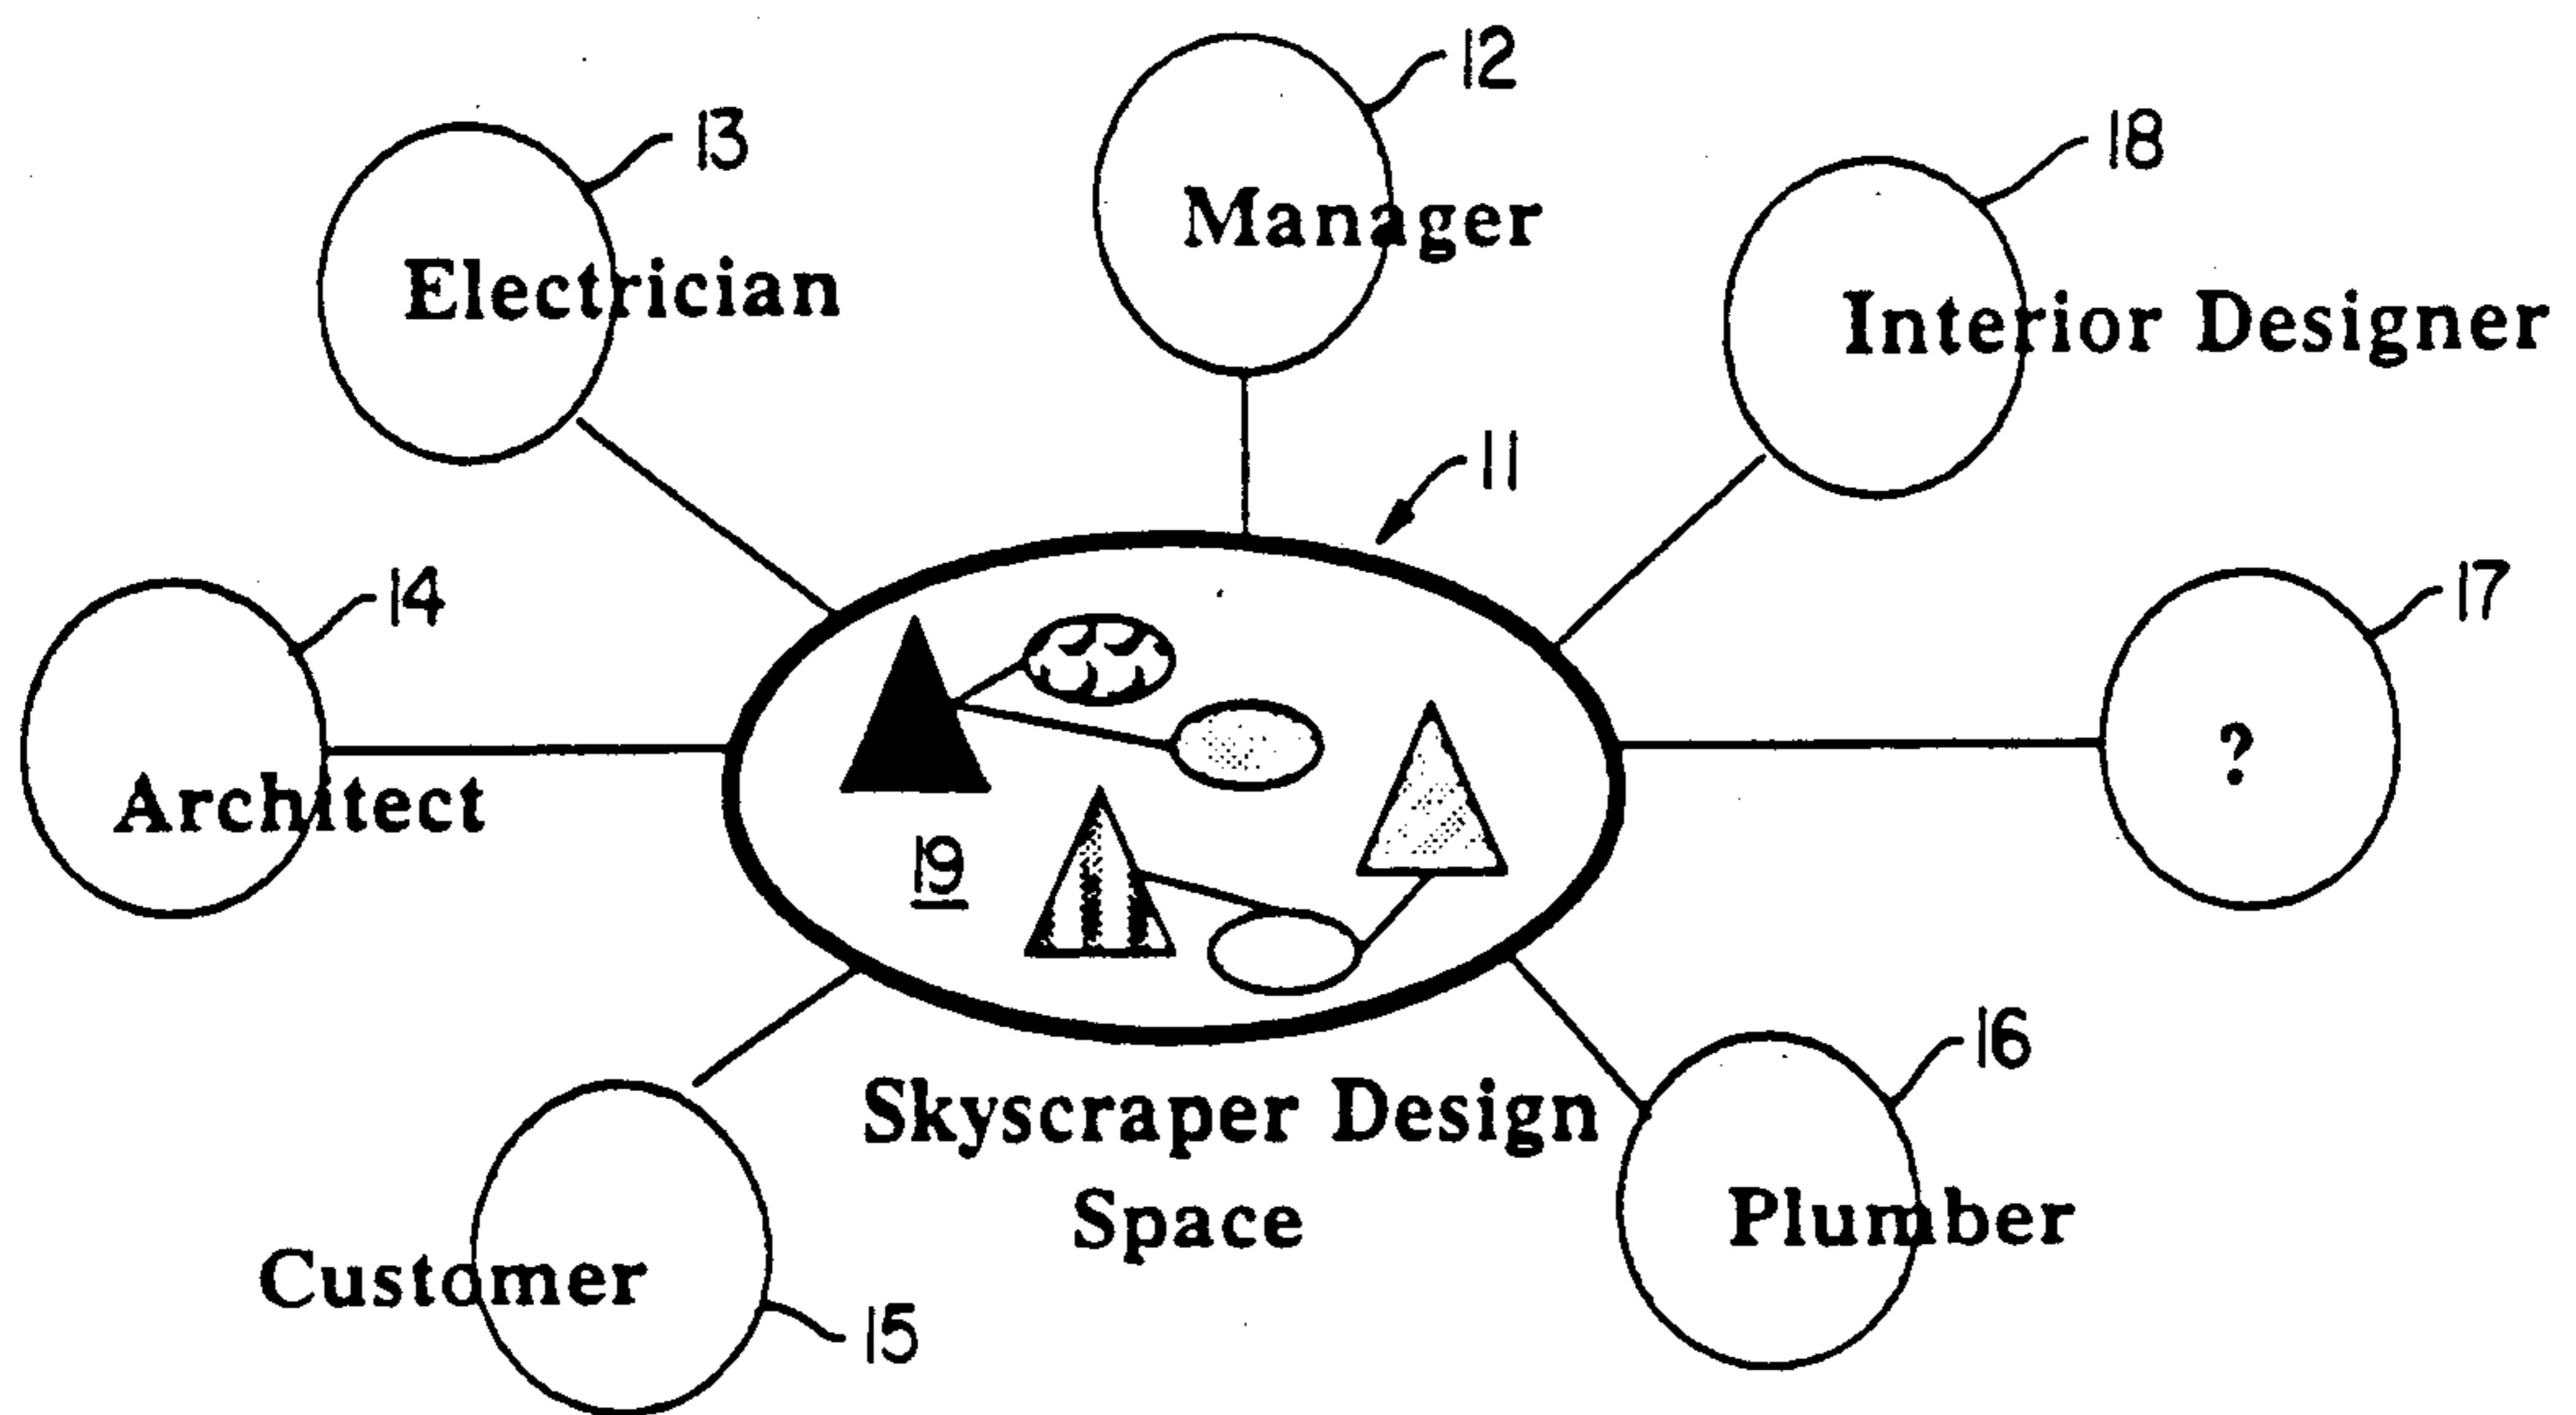 12
13
18
Manager
Electrician
Interior Designer
11
14
17
?
Architect
19
16
Skyscraper Design
Space
Plumber
Customer
15